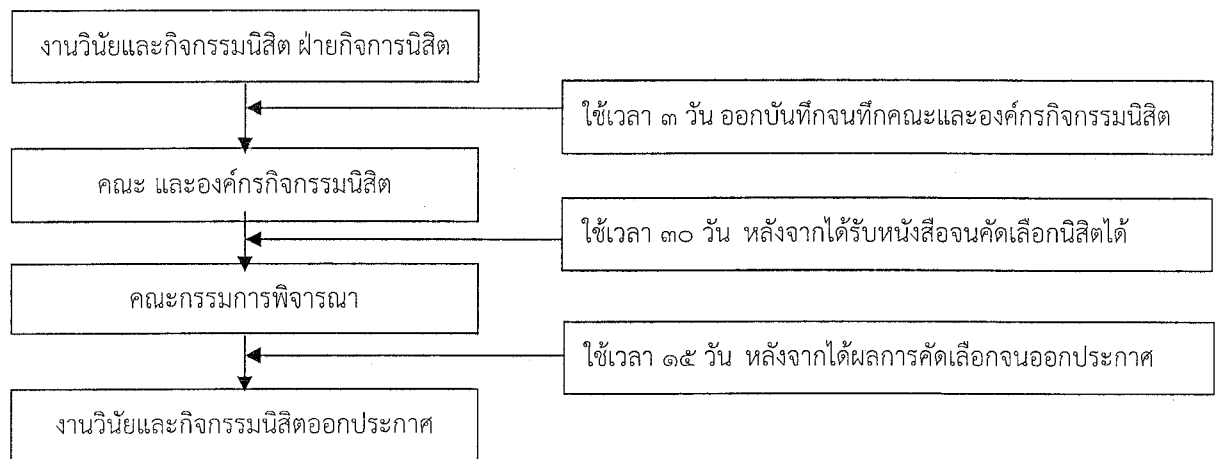 งานวินัยและกิจกรรมนิสิต ฝ่ายกิจการนิสิต
ใช้เวลา ๓ วัน ออกบันทึกจนทึกคณะและองค์กรกิจกรรมนิสิต
คณะ และองค์กรกิจกรรมนิสิต
ใช้เวลา ๓๐ วัน หลังจากได้รับหนังสือจนคัดเลือกนิสิตได้
คณะกรรมการพิจารณา
ใช้เวลา ๑๕ วัน หลังจากได้ผลการคัดเลือกจนออกประกาศ
งานวินัยและกิจกรรมนิสิตออกประกาศ